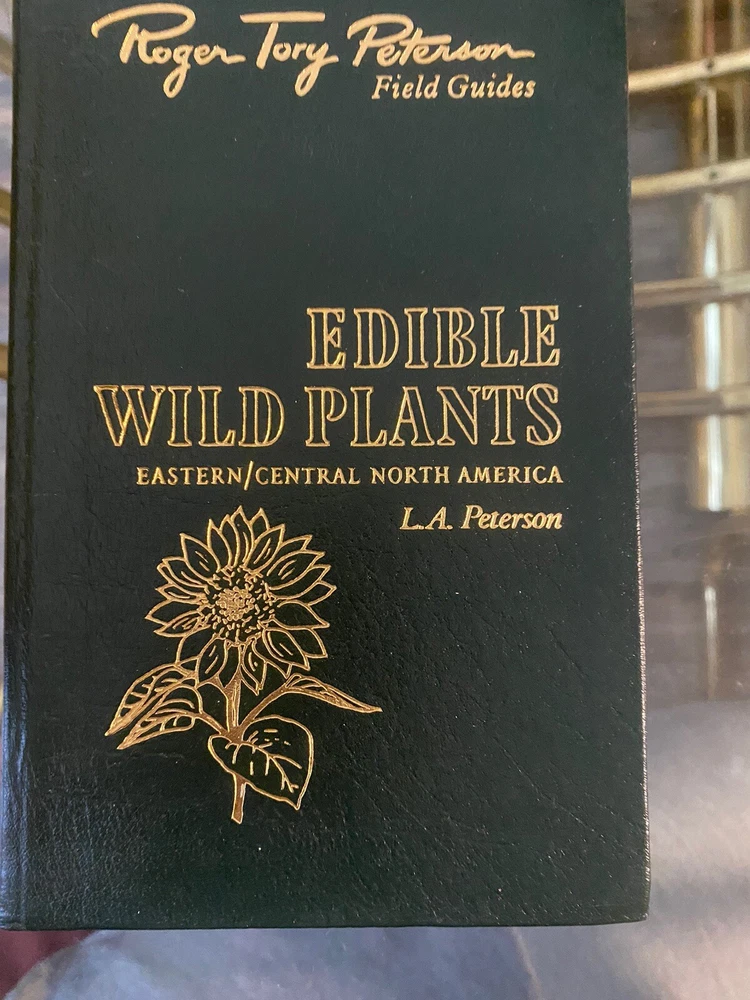 Roger Tory Peterson
Field Guides
EDIBLE
WILD PLANTS
EASTERN/CENTRAL NORTH AMERICA
L.A. Peterson